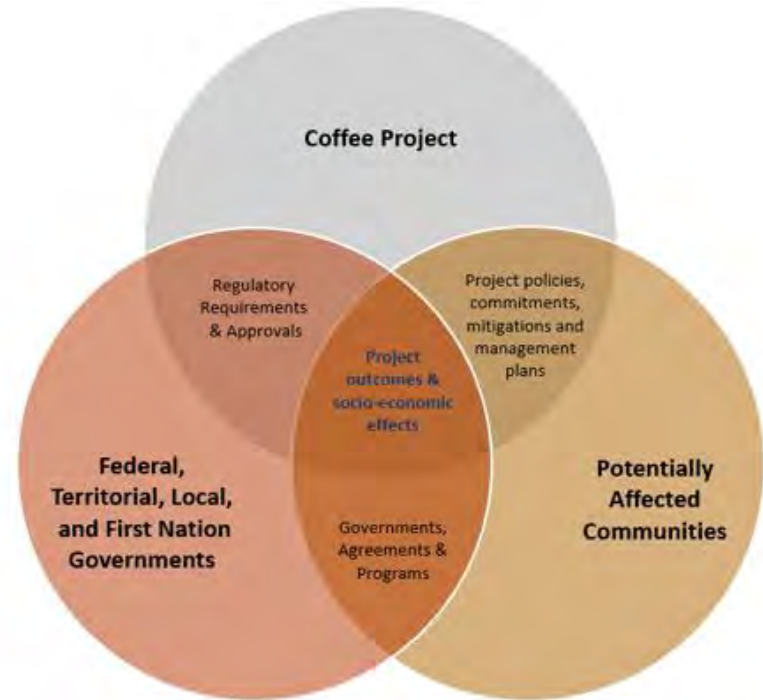 Coffee Project
Regulatory
Requirements
& Approvals
Project policies,
commitments,
mitigations and
management
plans
Project
outcomes &
socio-economic
effects
Federal,
Territorial, Local,
and First Nation
Governments
Governments,
Agreements &
Programs
Potentially
Affected
Communities